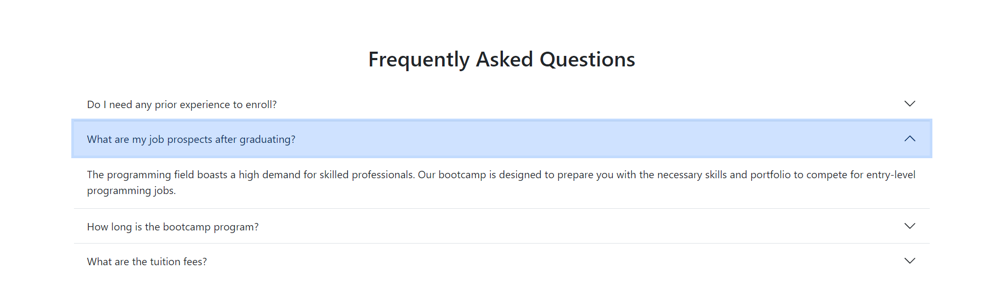 Frequently Asked Questions
Do I need any prior experience to enroll?
What are my job prospects after graduating?
The programming field boasts a high demand for skilled professionals. Our bootcamp is designed to prepare you with the necessary skills and portfolio to compete for entry-level
programming jobs.
How long is the bootcamp program?
What are the tuition fees?